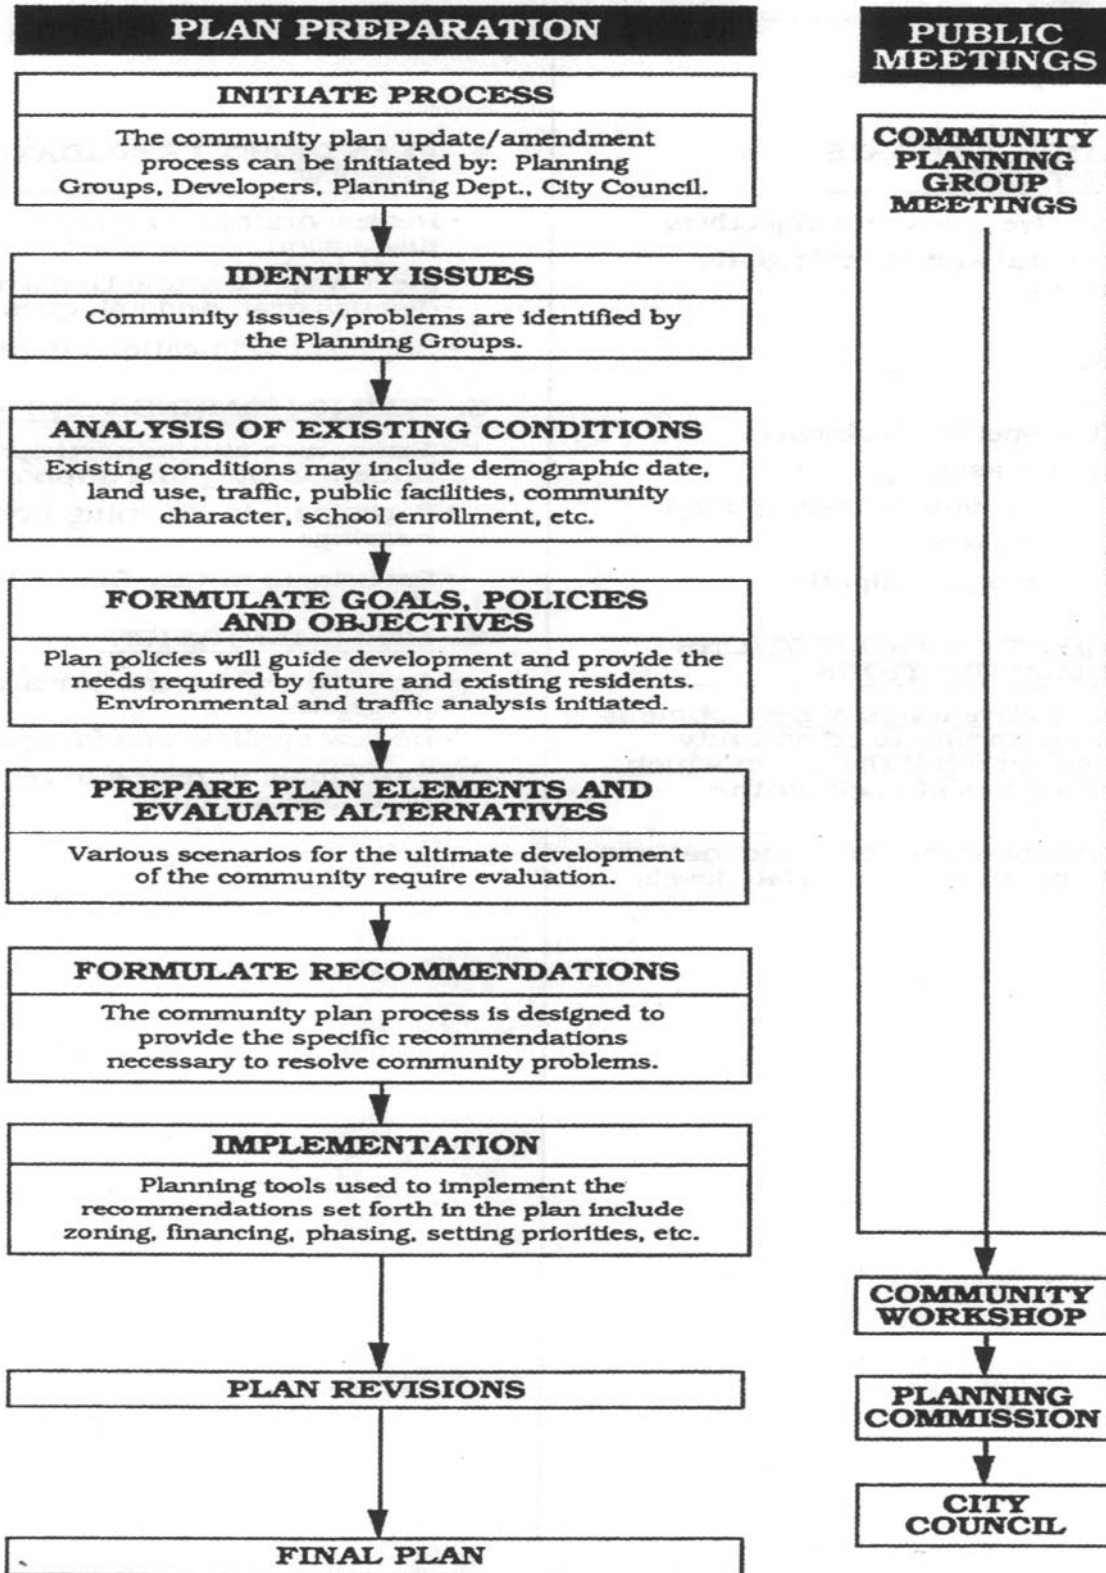 PLAN PREPARATION
INITIATE PROCESS
The community plan update/amendment
process can be initiated by: Planning
Groups, Developers, Planning Dept., City Council.
IDENTIFY ISSUES
Community issues/problems are identified by
the Planning Groups.
ANALYSIS OF EXISTING CONDITIONS
Existing conditions may include demographic date,
land use, traffic, public facilities, community
character, school enrollment, etc.
FORMULATE GOALS, POLICIES
AND OBJECTIVES
Plan policies will guide development and provide the
needs required by future and existing residents.
Environmental and traffic analysis initiated.
PREPARE PLAN ELEMENTS AND
EVALUATE ALTERNATIVES
Various scenarios for the ultimate development
of the community require evaluation.
FORMULATE RECOMMENDATIONS
The community plan process is designed to
provide the specific recommendations
necessary to resolve community problems.
IMPLEMENTATION
Planning tools used to implement the
recommendations set forth in the plan include
zoning, financing, phasing, setting priorities, etc.
PLAN REVISIONS
FINAL PLAN
PUBLIC
MEETINGS
COMMUNITY
PLANNING
GROUP
MEETINGS
COMMUNITY
WORKSHOP
PLANNING
COMMISSION
CITY
COUNCIL